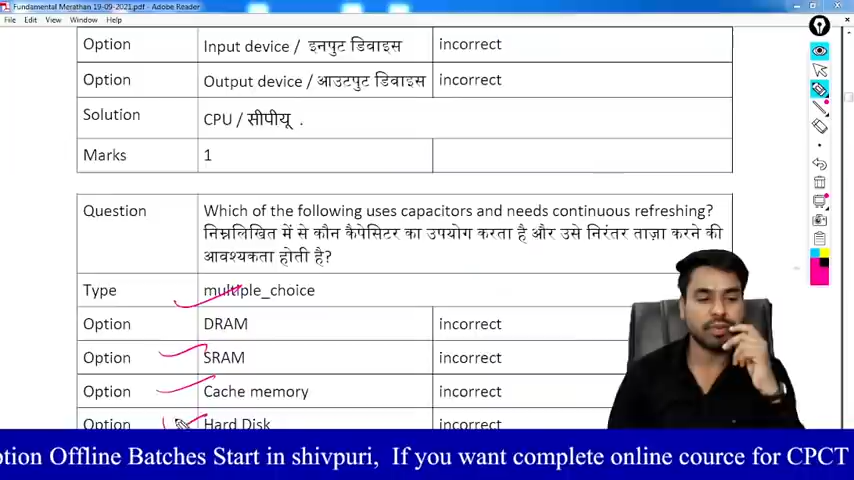 Fundamental Merathan 19-09-2021.pdf - Adobe Reader
File Edit View Window Help
Option Input device / इनपुट डिवाइस incorrect
Option Output device / आउटपुट डिवाइस incorrect
Solution CPU / सीपीयू .
Marks 1
Question Which of the following uses capacitors and needs continuous refreshing?
निम्नलिखित में से कौन कैपेसिटर का उपयोग करता है और उसे निरंतर ताज़ा करने की
आवश्यकता होती है?
Type multiple_choice
Option DRAM incorrect
Option SRAM incorrect
Option Cache memory incorrect
Option Hard Disk incorrect
ption Offline Batches Start in shivpuri, If you want complete online cource for CPCT